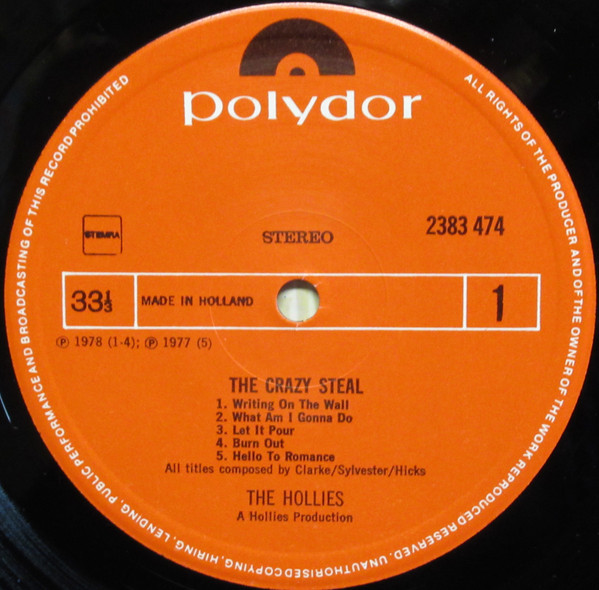 polydor
ALL RIGHTS OF THE PRODUCER AND OF THE OWNER OF THE WORK REPRODUCED RESERVED. UNAUTHORISED COPYING, HIRING, LENDING, PUBLIC PERFORMANCE AND BROADCASTING OF THIS RECORD PROHIBITED
STEMRA
STEREO
2383 474
33⅓
MADE IN HOLLAND
1
℗ 1978 (1-4); ℗ 1977 (5)
THE CRAZY STEAL
1. Writing On The Wall
2. What Am I Gonna Do
3. Let It Pour
4. Burn Out
5. Hello To Romance
All titles composed by Clarke/Sylvester/Hicks
THE HOLLIES
A Hollies Production